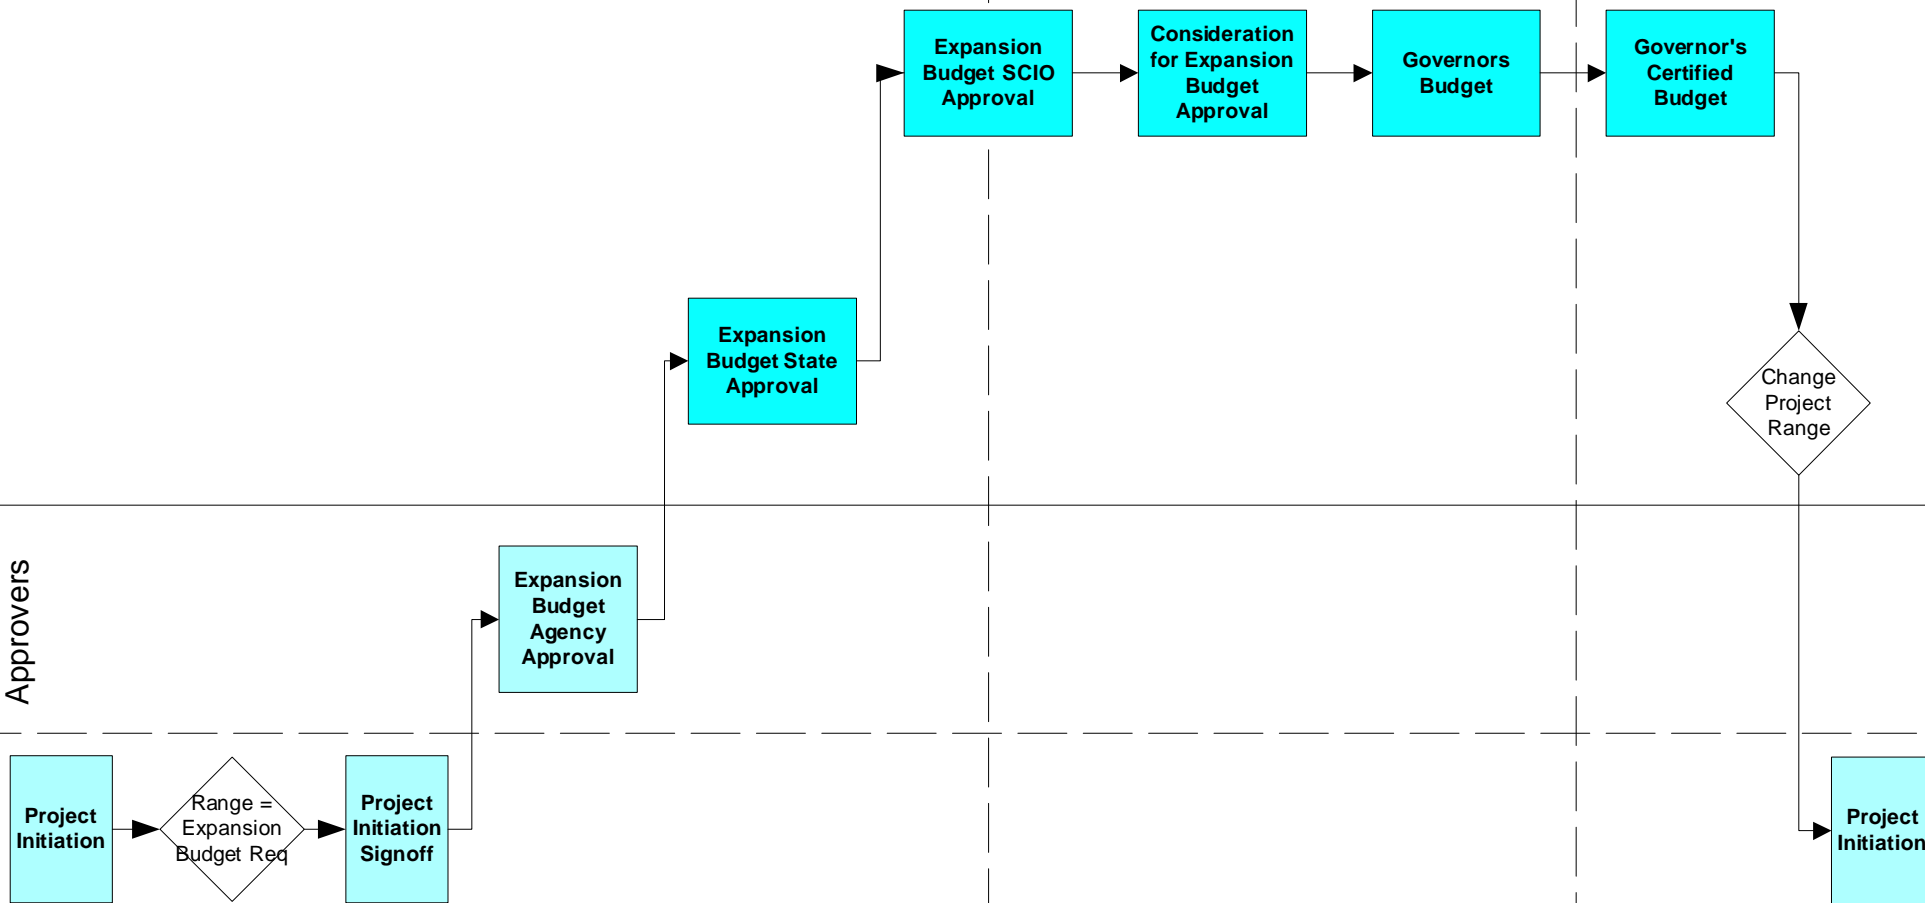 Expansion
Budget SCIO
Approval
Consideration
for Expansion
Budget
Approval
Governors
Budget
Governor's
Certified
Budget
Expansion
Budget State
Approval
Change
Project
Range
Approvers
Expansion
Budget
Agency
Approval
Project
Initiation
Range =
Expansion
Budget Req
Project
Initiation
Signoff
Project
Initiation